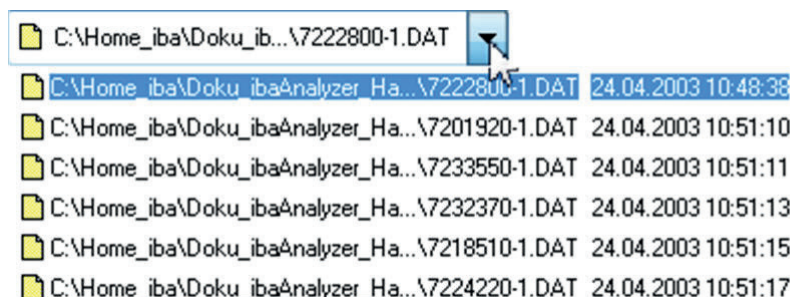 C:\Home_iba\Doku_ib...\7222800-1.DAT
C:\Home_iba\Doku_ibaAnalyzer_Ha...\7222800-1.DAT 24.04.2003 10:48:38
C:\Home_iba\Doku_ibaAnalyzer_Ha...\7201920-1.DAT 24.04.2003 10:51:10
C:\Home_iba\Doku_ibaAnalyzer_Ha...\7233550-1.DAT 24.04.2003 10:51:11
C:\Home_iba\Doku_ibaAnalyzer_Ha...\7232370-1.DAT 24.04.2003 10:51:13
C:\Home_iba\Doku_ibaAnalyzer_Ha...\7218510-1.DAT 24.04.2003 10:51:15
C:\Home_iba\Doku_ibaAnalyzer_Ha...\7224220-1.DAT 24.04.2003 10:51:17